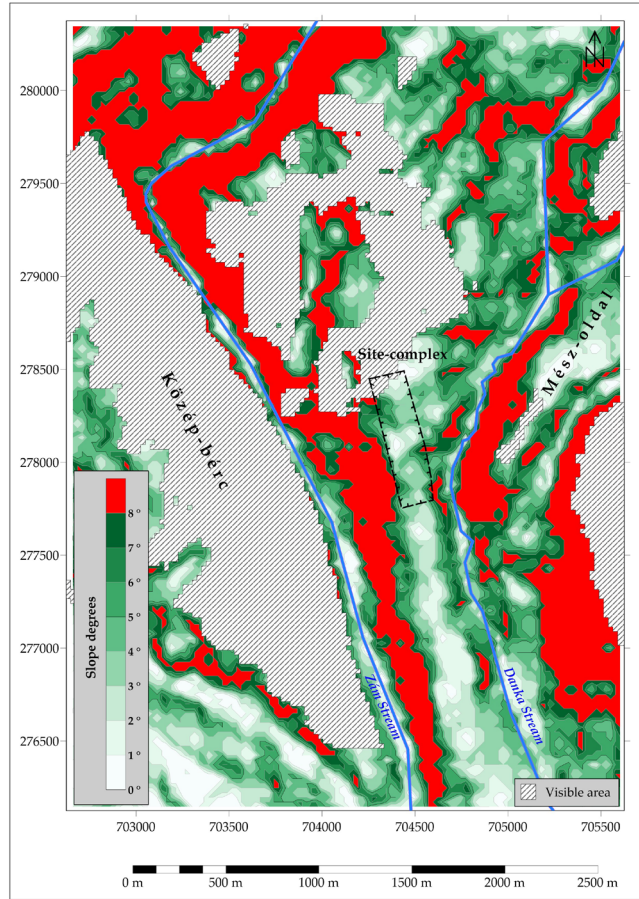 N
280000
279500
279000
278500
278000
277500
277000
276500
Site-complex
Mész-oldal
Közép-bérc
Slope degrees
8 °
7 °
6 °
5 °
4 °
3 °
2 °
1 °
0 °
Zám Stream
Danka Stream
Visible area
703000 703500 704000 704500 705000 705500
0 m 500 m 1000 m 1500 m 2000 m 2500 m